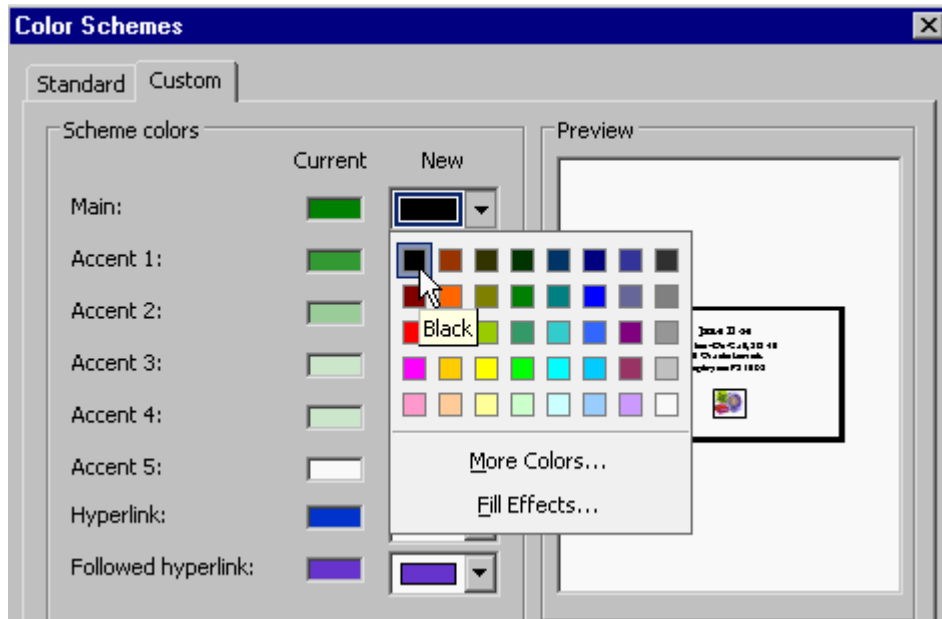 Color Schemes
Standard Custom
Scheme colors
Preview
Current New
Main:
Accent 1:
Accent 2:
Black
Accent 3:
Accent 4:
Accent 5:
More Colors...
Hyperlink:
Fill Effects...
Followed hyperlink: